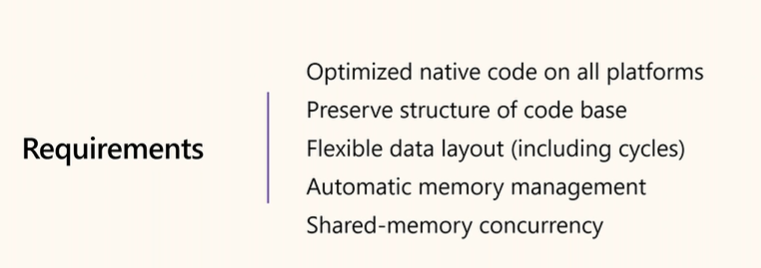 Requirements
Optimized native code on all platforms
Preserve structure of code base
Flexible data layout (including cycles)
Automatic memory management
Shared-memory concurrency